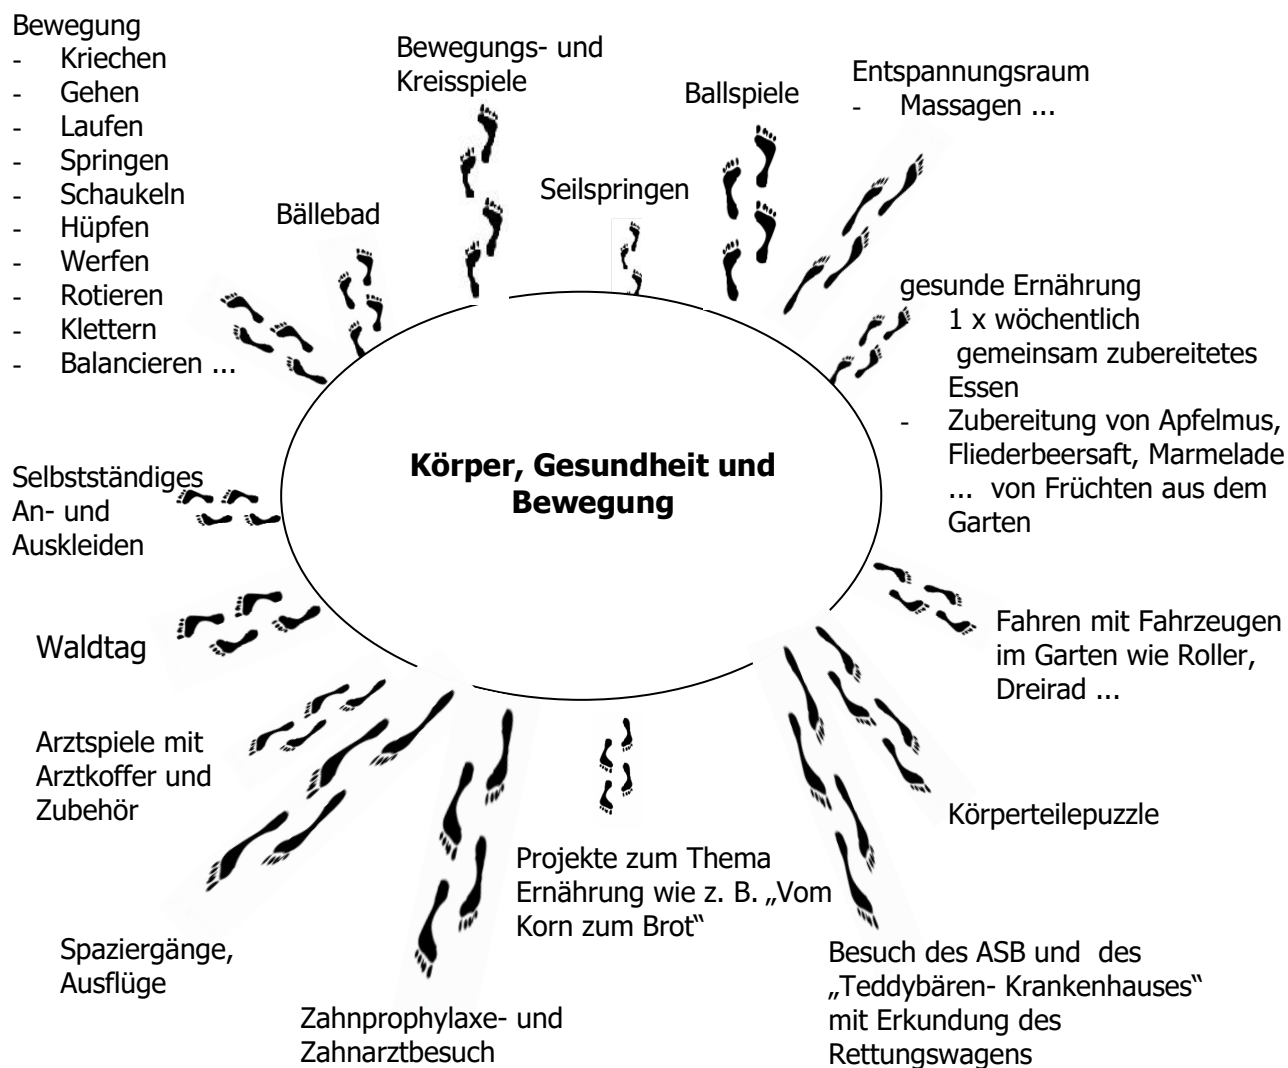 Bewegung
- Kriechen
- Gehen
- Laufen
- Springen
- Schaukeln
- Hüpfen
- Werfen
- Rotieren
- Klettern
- Balancieren ...
Bällebad
Bewegungs- und
Kreisspiele
Seilspringen
Ballspiele
Entspannungsraum
- Massagen ...
gesunde Ernährung
1 x wöchentlich
gemeinsam zubereitetes
Essen
- Zubereitung von Apfelmus,
Fliederbeersaft, Marmelade
... von Früchten aus dem
Garten
Körper, Gesundheit und
Bewegung
Selbstständiges
An- und
Auskleiden
Waldtag
Arztspiele mit
Arztkoffer und
Zubehör
Spaziergänge,
Ausflüge
Zahnprophylaxe- und
Zahnarztbesuch
Projekte zum Thema
Ernährung wie z. B. „Vom
Korn zum Brot“
Fahren mit Fahrzeugen
im Garten wie Roller,
Dreirad ...
Körperteilepuzzle
Besuch des ASB und des
„Teddybären- Krankenhauses“
mit Erkundung des
Rettungswagens